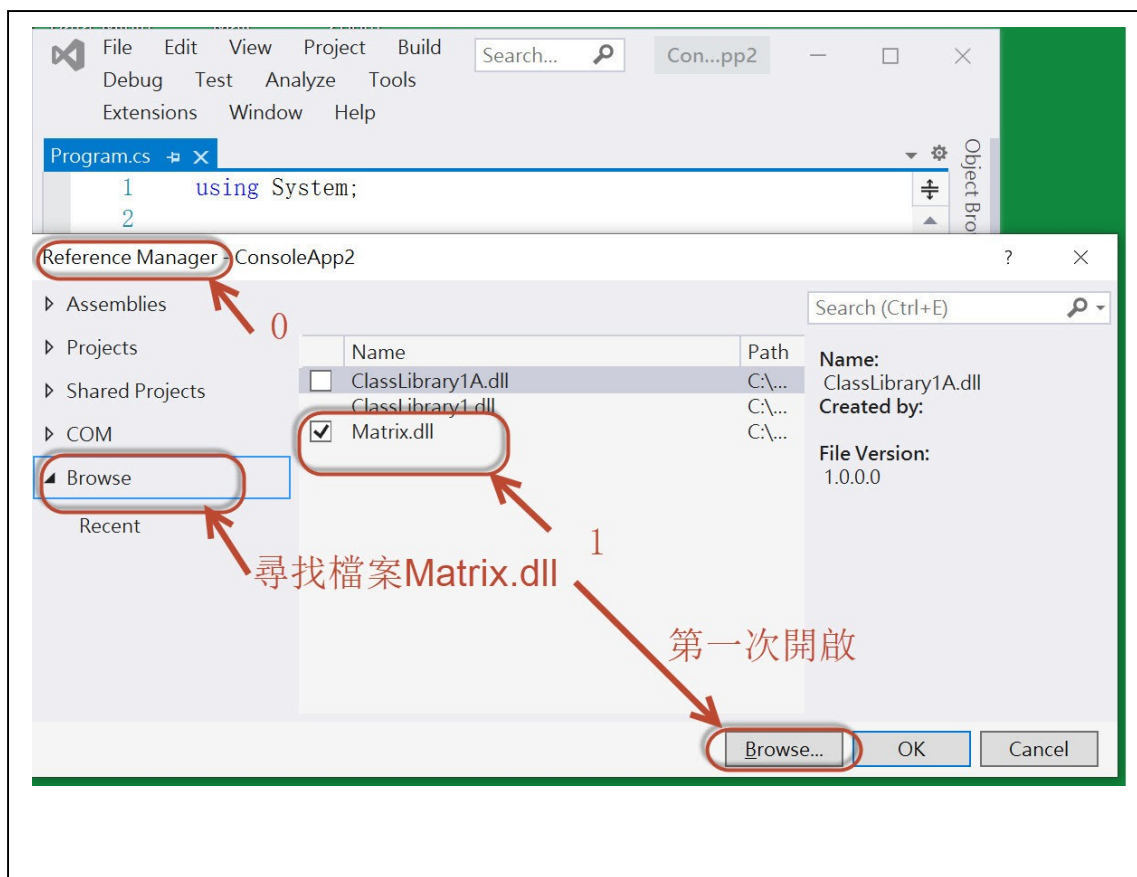 File Edit View Project Build
Search...
Con...pp2
Debug Test Analyze Tools
Extensions Window Help
Program.cs
Object Bro
1 using System;
2
Reference Manager - ConsoleApp2
?
Assemblies
0
Search (Ctrl+E)
Projects
Name Path
Name:
Shared Projects
ClassLibrary1A.dll C:\...
ClassLibrary1A.dll
ClassLibrary1.dll C:\...
Created by:
COM
Matrix.dll C:\...
File Version:
Browse
1.0.0.0
Recent
1
尋找檔案Matrix.dll
第一次開啟
Browse... OK Cancel